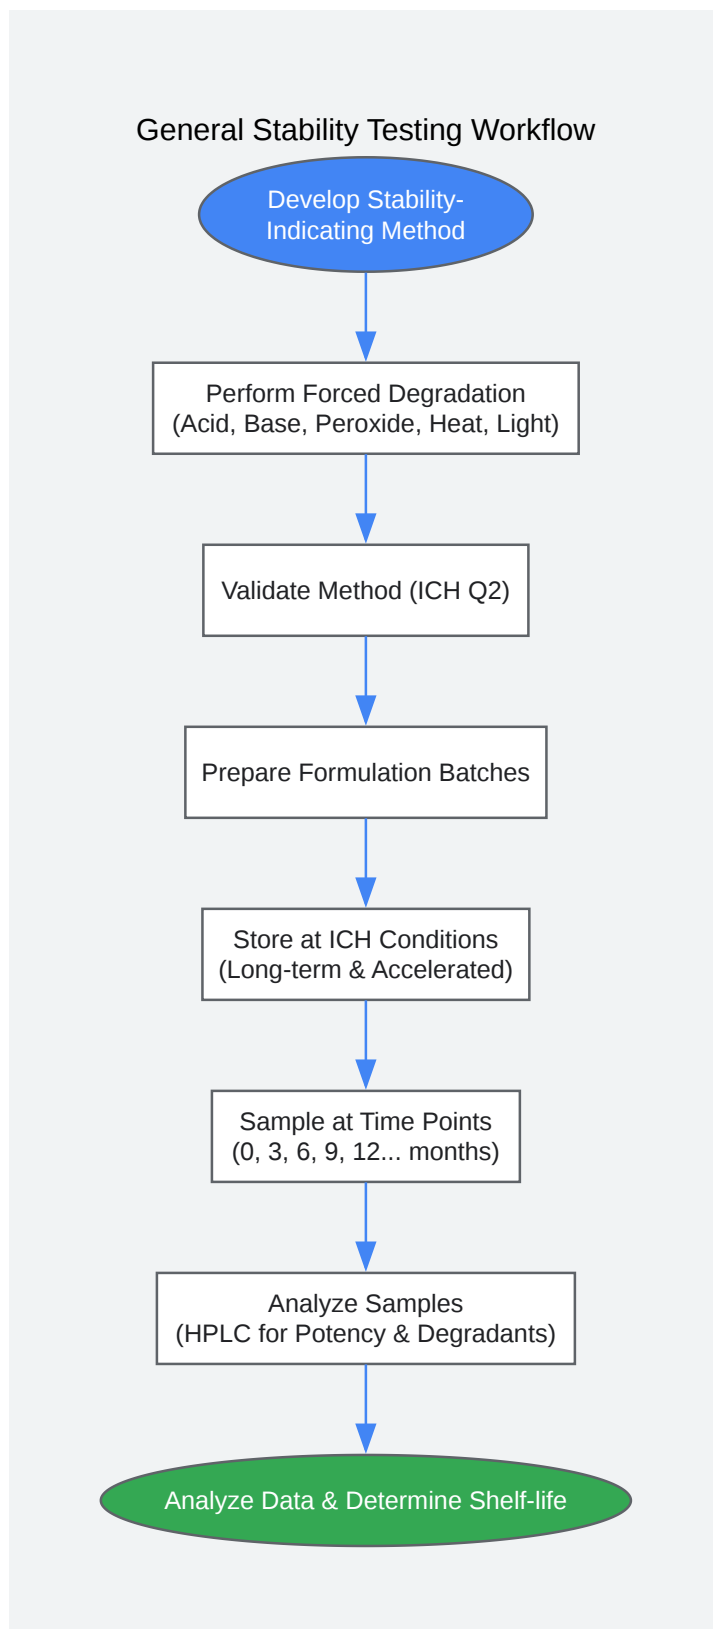 General Stability Testing Workflow
Develop Stability-
Indicating Method
Perform Forced Degradation
(Acid, Base, Peroxide, Heat, Light)
Validate Method (ICH Q2)
Prepare Formulation Batches
Store at ICH Conditions
(Long-term & Accelerated)
Sample at Time Points
(0, 3, 6, 9, 12... months)
Analyze Samples
(HPLC for Potency & Degradants)
Analyze Data & Determine Shelf-life